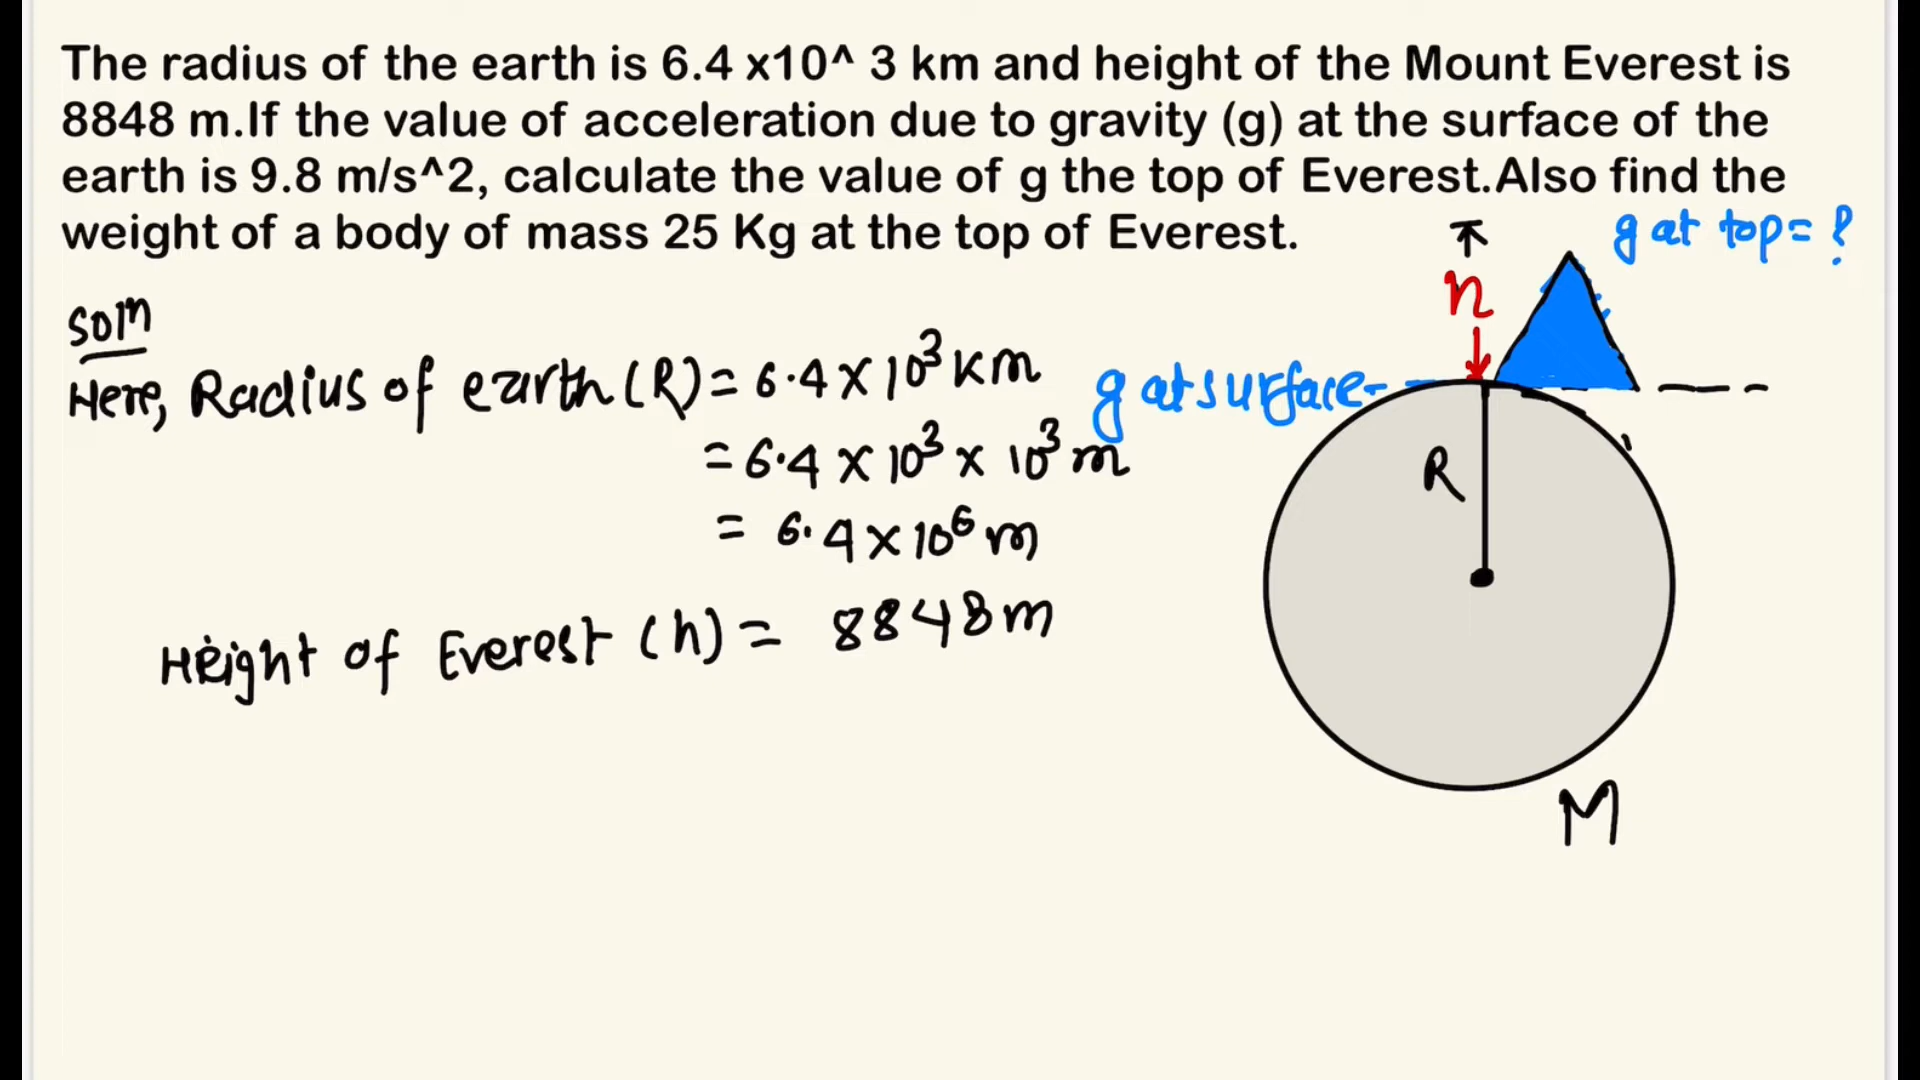 The radius of the earth is 6.4 x10^ 3 km and height of the Mount Everest is
8848 m.If the value of acceleration due to gravity (g) at the surface of the
earth is 9.8 m/s^2, calculate the value of g the top of Everest.Also find the
weight of a body of mass 25 Kg at the top of Everest.
g at top = ?
h
Soln
Here, Radius of earth (R) = 6.4 X 10³ km
g at surface
= 6.4 X 10³ x 10³ m
R
= 6.4 x 10⁶ m
Height of Everest (h) = 8848 m
M